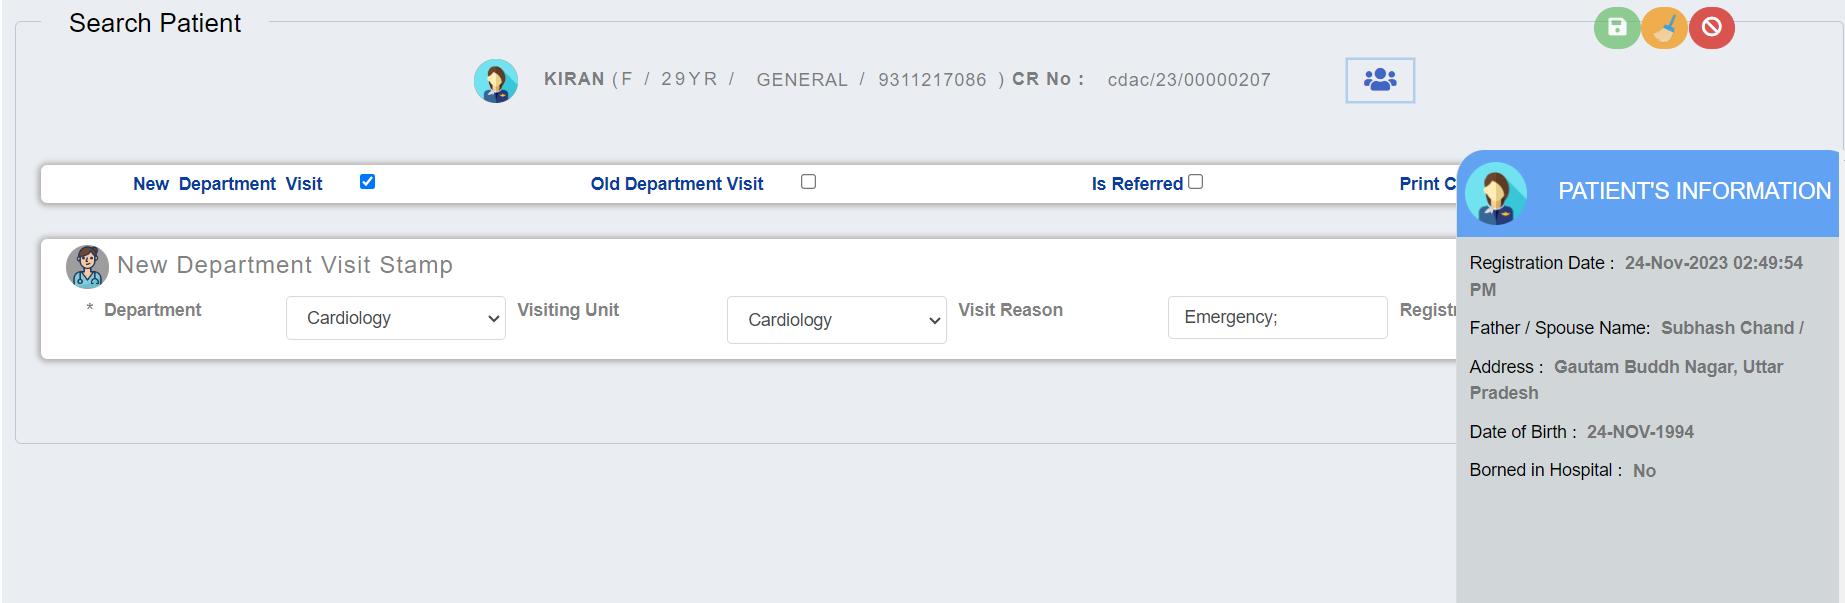 Search Patient
KIRAN (F / 29YR / GENERAL / 9311217086 ) CR No : cdac/23/00000207
New Department Visit Old Department Visit Is Referred Print C
PATIENT'S INFORMATION
New Department Visit Stamp
* Department Cardiology Visiting Unit Cardiology Visit Reason Emergency; Registr
Registration Date : 24-Nov-2023 02:49:54
PM
Father / Spouse Name: Subhash Chand /
Address : Gautam Buddh Nagar, Uttar
Pradesh
Date of Birth : 24-NOV-1994
Borned in Hospital : No